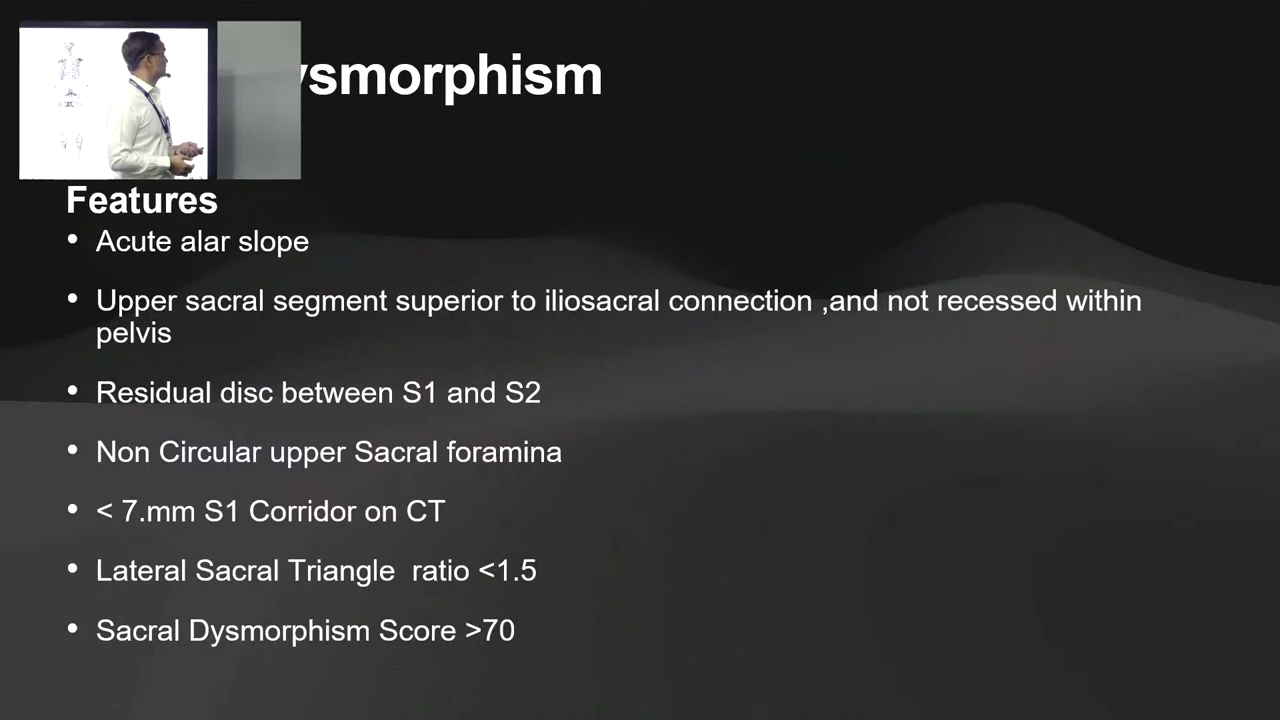 ysmorphism
Features
• Acute alar slope
• Upper sacral segment superior to iliosacral connection ,and not recessed within
pelvis
• Residual disc between S1 and S2
• Non Circular upper Sacral foramina
• < 7.mm S1 Corridor on CT
• Lateral Sacral Triangle  ratio <1.5
• Sacral Dysmorphism Score >70